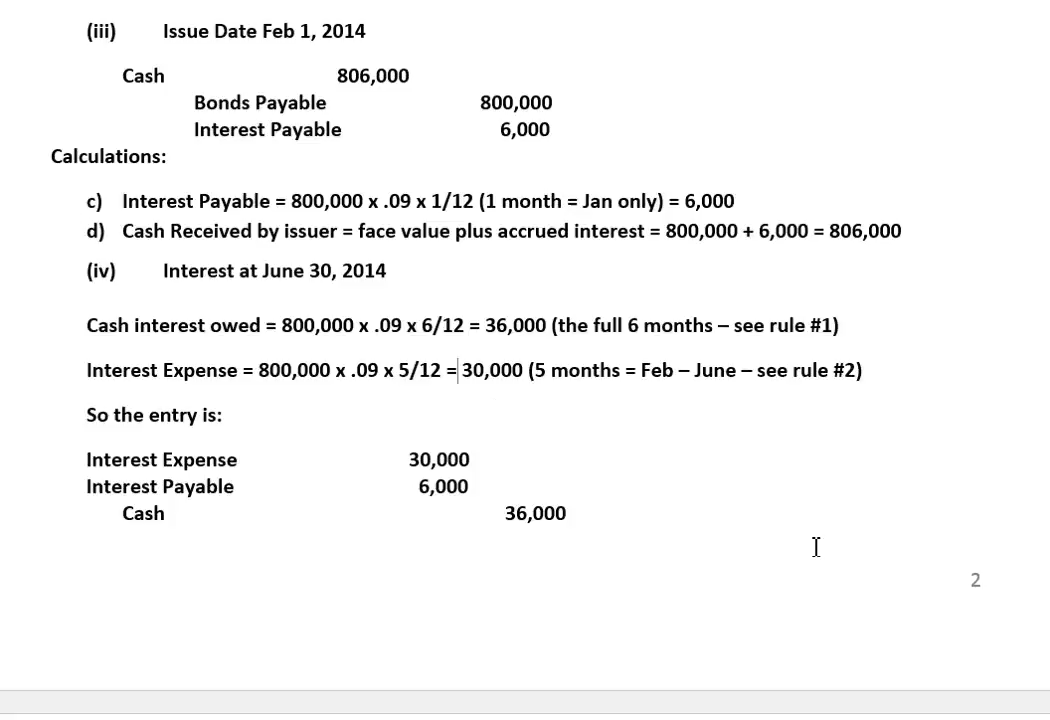 (iii) Issue Date Feb 1, 2014
Cash 806,000
Bonds Payable 800,000
Interest Payable 6,000
Calculations:
c) Interest Payable = 800,000 x .09 x 1/12 (1 month = Jan only) = 6,000
d) Cash Received by issuer = face value plus accrued interest = 800,000 + 6,000 = 806,000
(iv) Interest at June 30, 2014
Cash interest owed = 800,000 x .09 x 6/12 = 36,000 (the full 6 months – see rule #1)
Interest Expense = 800,000 x .09 x 5/12 = 30,000 (5 months = Feb – June – see rule #2)
So the entry is:
Interest Expense 30,000
Interest Payable 6,000
Cash 36,000
2